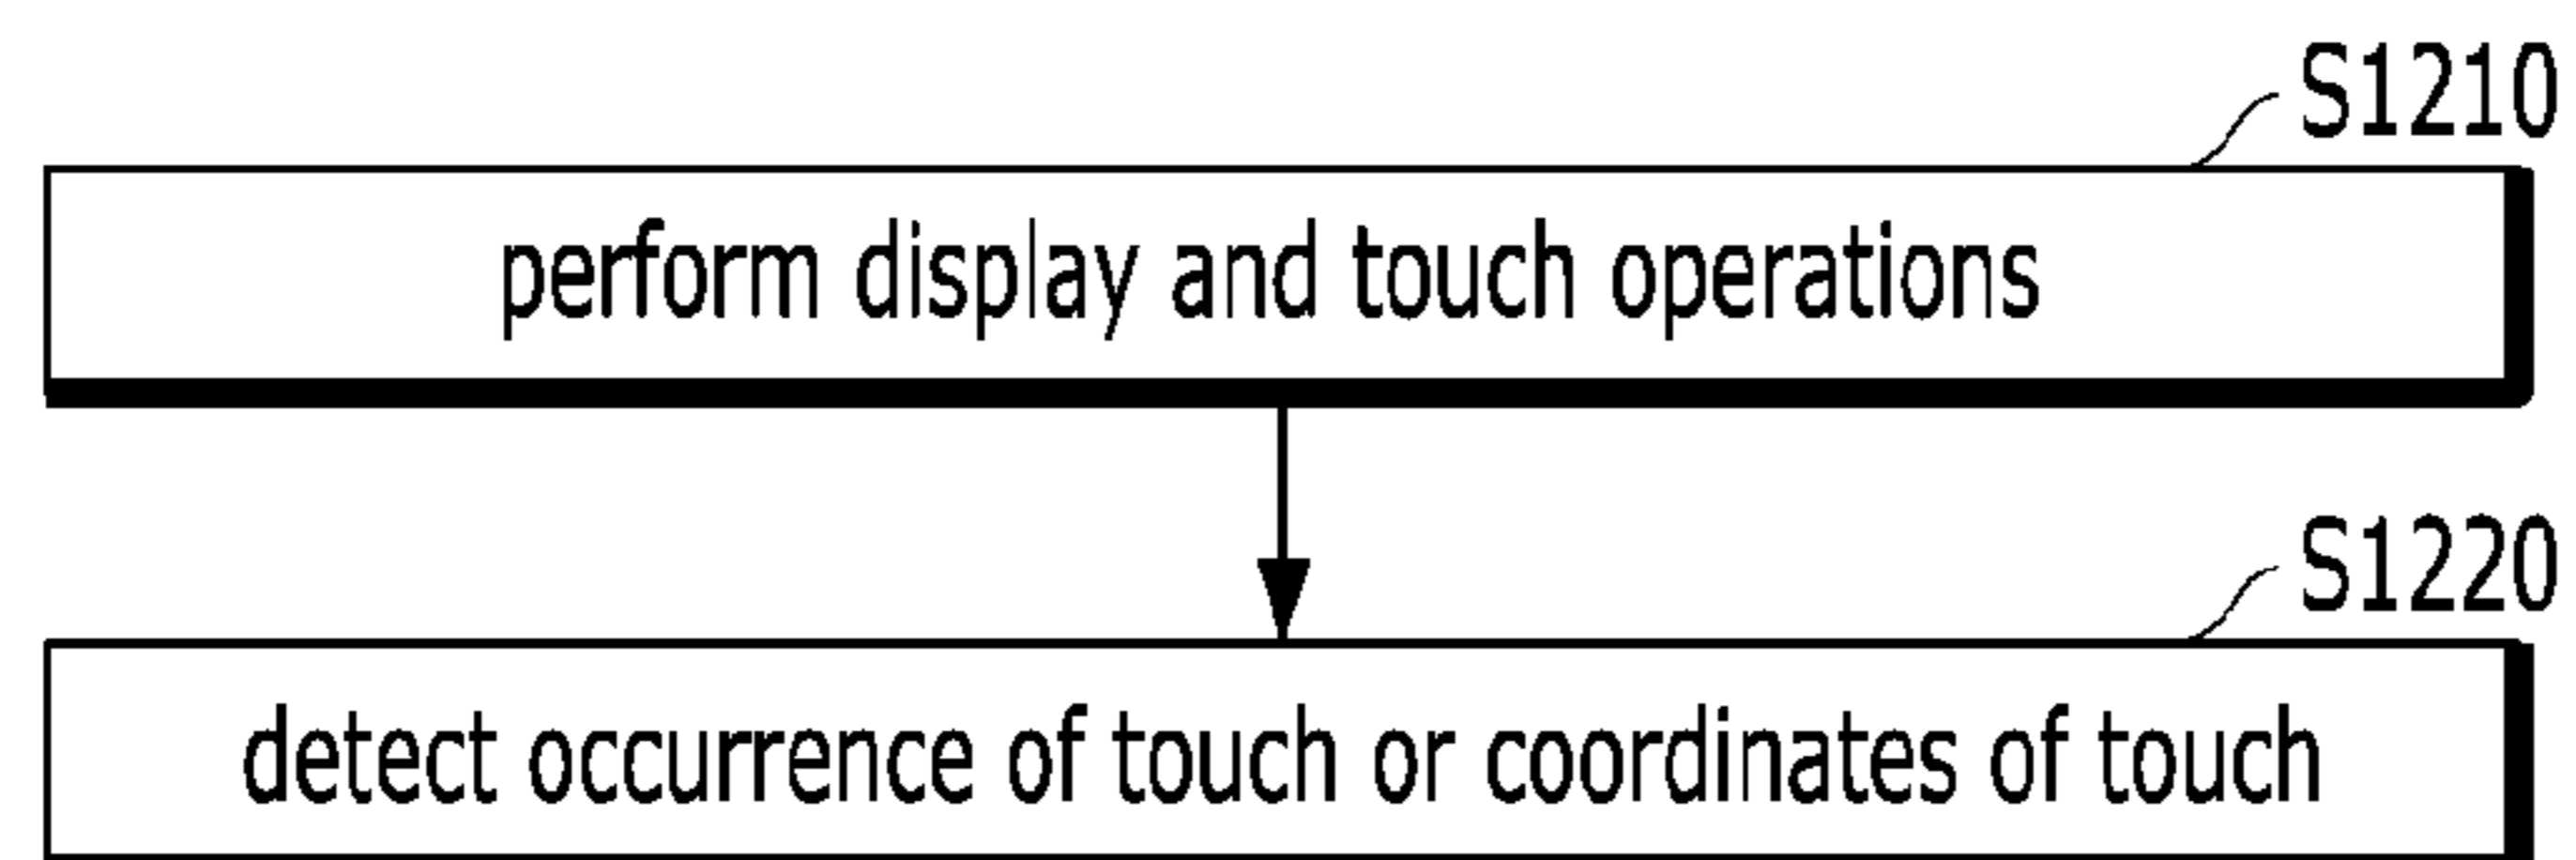 S1210
perform display and touch operations
S1220
detect occurrence of touch or coordinates of touch